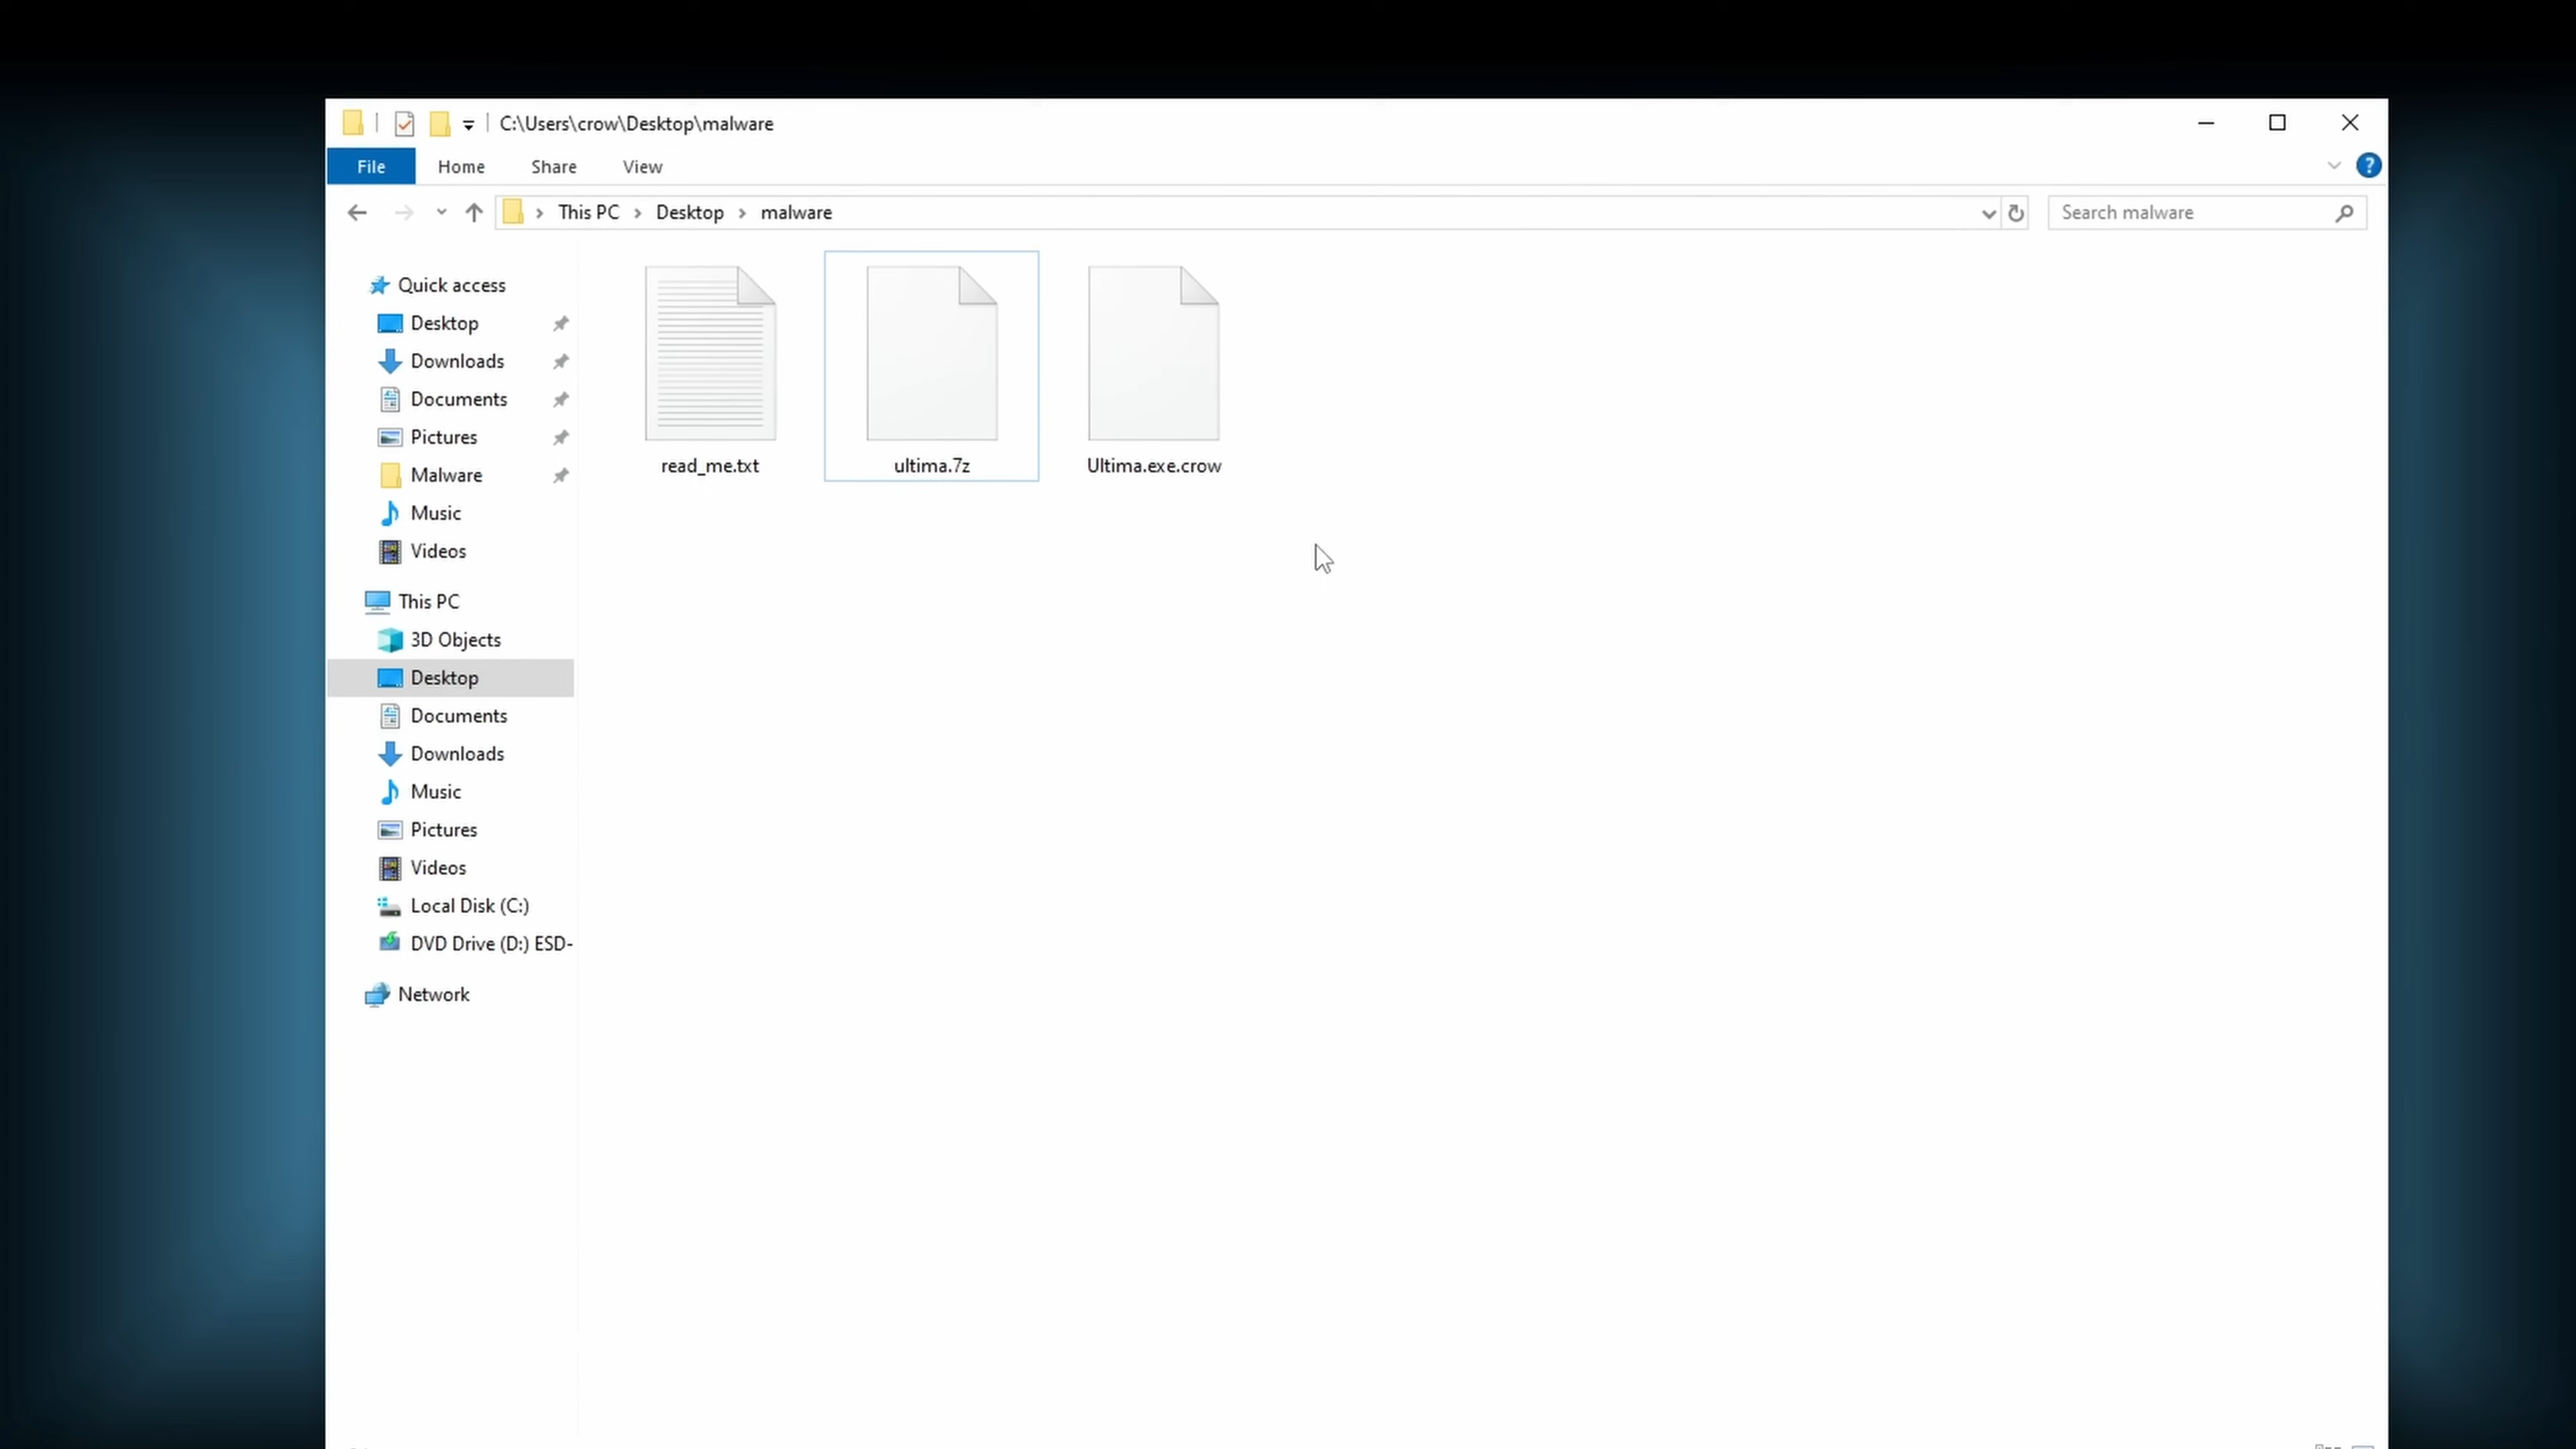 C:\Users\crow\Desktop\malware
File Home Share View
This PC Desktop malware
Search malware
Quick access
Desktop
Downloads
Documents
Pictures
Malware
Music
Videos
This PC
3D Objects
Desktop
Documents
Downloads
Music
Pictures
Videos
Local Disk (C:)
DVD Drive (D:) ESD-
Network
read_me.txt
ultima.7z
Ultima.exe.crow